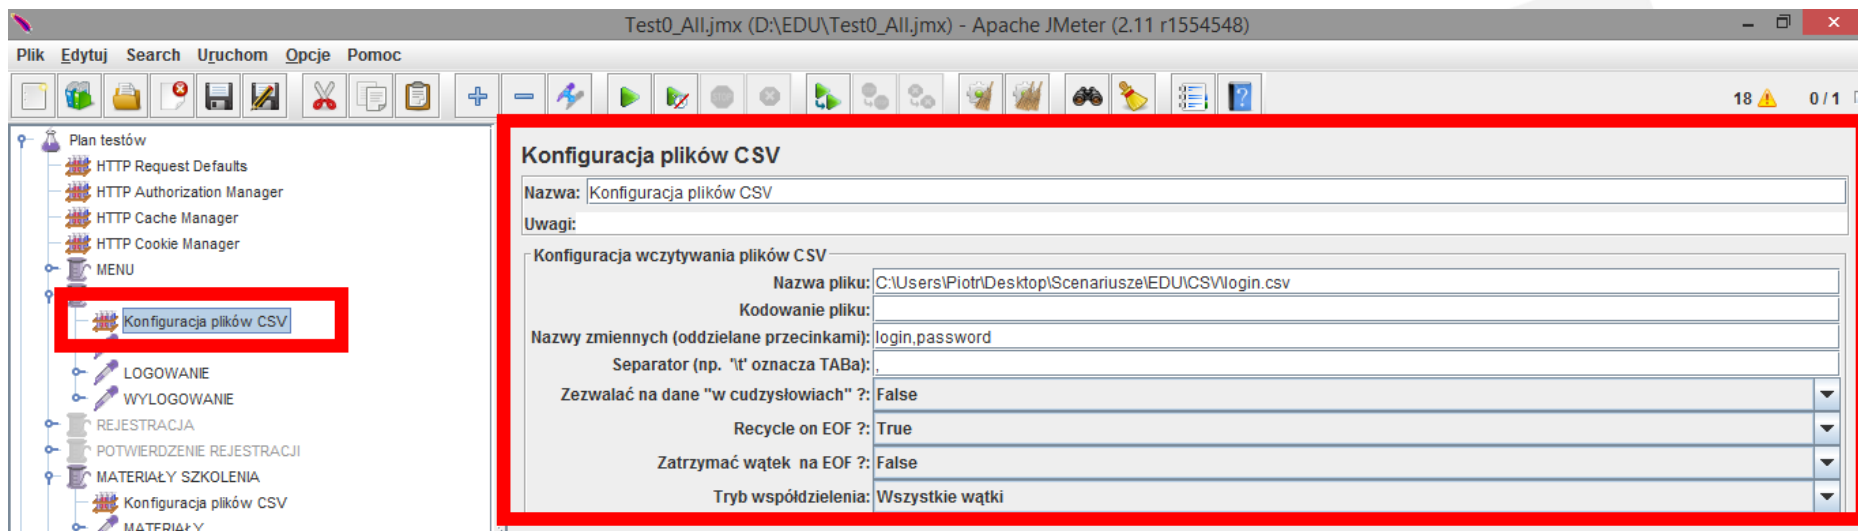 Test0_All.jmx (D:\EDU\Test0_All.jmx) - Apache JMeter (2.11 r1554548)
Plik Edytuj Search Uruchom Opcje Pomoc
18 0 / 1
Plan testów
HTTP Request Defaults
HTTP Authorization Manager
HTTP Cache Manager
HTTP Cookie Manager
MENU
Konfiguracja plików CSV
LOGOWANIE
WYLOGOWANIE
REJESTRACJA
POTWIERDZENIE REJESTRACJI
MATERIAŁY SZKOLENIA
Konfiguracja plików CSV
MATERIAŁY
Konfiguracja plików CSV
Nazwa: Konfiguracja plików CSV
Uwagi:
Konfiguracja wczytywania plików CSV
Nazwa pliku: C:\Users\Piotr\Desktop\Scenariusze\EDU\CSV\login.csv
Kodowanie pliku:
Nazwy zmiennych (oddzielane przecinkami): login,password
Separator (np. '\t' oznacza TABa): ,
Zezwalać na dane "w cudzysłowiach" ?: False
Recycle on EOF ?: True
Zatrzymać wątek na EOF ?: False
Tryb współdzielenia: Wszystkie wątki